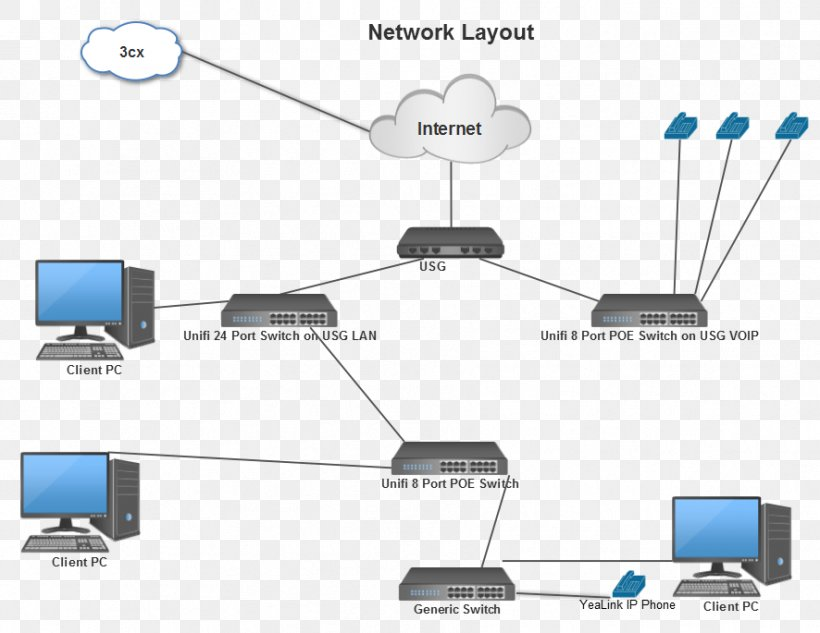 Network Layout
3cx
Internet
USG
Unifi 24 Port Switch on USG LAN
Unifi 8 Port POE Switch on USG VOIP
Client PC
Unifi 8 Port POE Switch
Client PC
Generic Switch
YeaLink IP Phone
Client PC